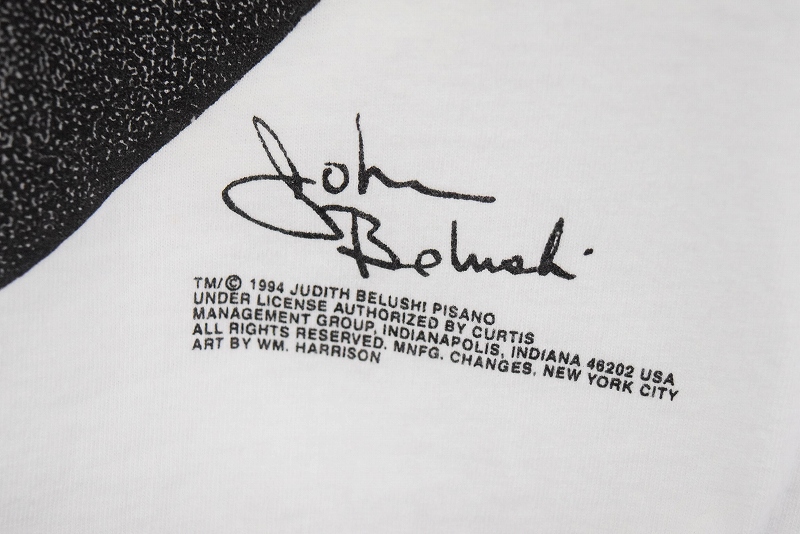 John
Belushi
TM/© 1994 JUDITH BELUSHI PISANO
UNDER LICENSE AUTHORIZED BY CURTIS
MANAGEMENT GROUP, INDIANAPOLIS, INDIANA 46202 USA
ALL RIGHTS RESERVED. MNFG. CHANGES, NEW YORK CITY
ART BY WM. HARRISON